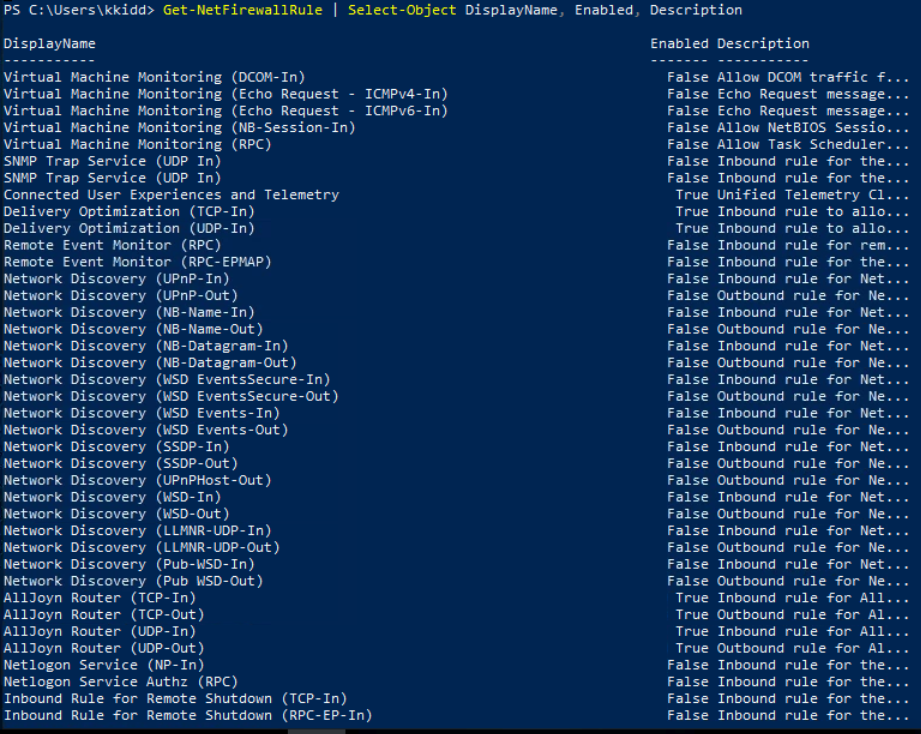 PS C:\Users\kkidd> Get-NetFirewallRule | Select-Object DisplayName, Enabled, Description
DisplayName Enabled Description
----------- ------- -----------
Virtual Machine Monitoring (DCOM-In) False Allow DCOM traffic f...
Virtual Machine Monitoring (Echo Request - ICMPv4-In) False Echo Request message...
Virtual Machine Monitoring (Echo Request - ICMPv6-In) False Echo Request message...
Virtual Machine Monitoring (NB-Session-In) False Allow NetBIOS Sessio...
Virtual Machine Monitoring (RPC) False Allow Task Scheduler...
SNMP Trap Service (UDP In) False Inbound rule for the...
SNMP Trap Service (UDP In) False Inbound rule for the...
Connected User Experiences and Telemetry True Unified Telemetry Cl...
Delivery Optimization (TCP-In) True Inbound rule to allo...
Delivery Optimization (UDP-In) True Inbound rule to allo...
Remote Event Monitor (RPC) False Inbound rule for rem...
Remote Event Monitor (RPC-EPMAP) False Inbound rule for the...
Network Discovery (UPnP-In) False Inbound rule for Net...
Network Discovery (UPnP-Out) False Outbound rule for Ne...
Network Discovery (NB-Name-In) False Inbound rule for Net...
Network Discovery (NB-Name-Out) False Outbound rule for Ne...
Network Discovery (NB-Datagram-In) False Inbound rule for Net...
Network Discovery (NB-Datagram-Out) False Outbound rule for Ne...
Network Discovery (WSD EventsSecure-In) False Inbound rule for Net...
Network Discovery (WSD EventsSecure-Out) False Outbound rule for Ne...
Network Discovery (WSD Events-In) False Inbound rule for Net...
Network Discovery (WSD Events-Out) False Outbound rule for Ne...
Network Discovery (SSDP-In) False Inbound rule for Net...
Network Discovery (SSDP-Out) False Outbound rule for Ne...
Network Discovery (UPnPHost-Out) False Outbound rule for Ne...
Network Discovery (WSD-In) False Inbound rule for Net...
Network Discovery (WSD-Out) False Outbound rule for Ne...
Network Discovery (LLMNR-UDP-In) False Inbound rule for Net...
Network Discovery (LLMNR-UDP-Out) False Outbound rule for Ne...
Network Discovery (Pub-WSD-In) False Inbound rule for Net...
Network Discovery (Pub WSD-Out) False Outbound rule for Ne...
AllJoyn Router (TCP-In) True Inbound rule for All...
AllJoyn Router (TCP-Out) True Outbound rule for Al...
AllJoyn Router (UDP-In) True Inbound rule for All...
AllJoyn Router (UDP-Out) True Outbound rule for Al...
Netlogon Service (NP-In) False Inbound rule for the...
Netlogon Service Authz (RPC) False Inbound rule for the...
Inbound Rule for Remote Shutdown (TCP-In) False Inbound rule for the...
Inbound Rule for Remote Shutdown (RPC-EP-In) False Inbound rule for the...